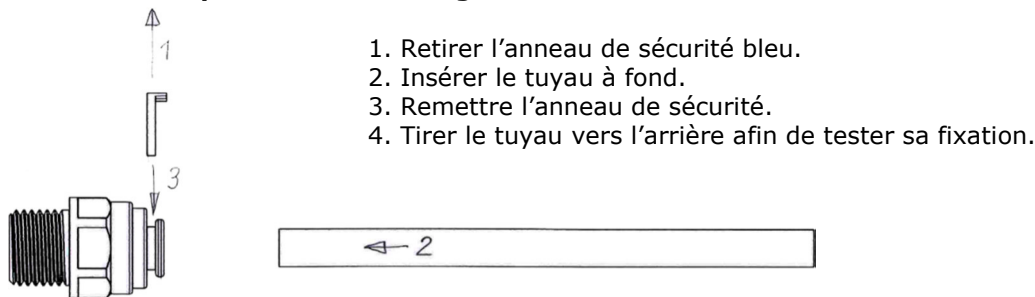 1
1. Retirer l’anneau de sécurité bleu.
2. Insérer le tuyau à fond.
3. Remettre l’anneau de sécurité.
4. Tirer le tuyau vers l’arrière afin de tester sa fixation.
3
2